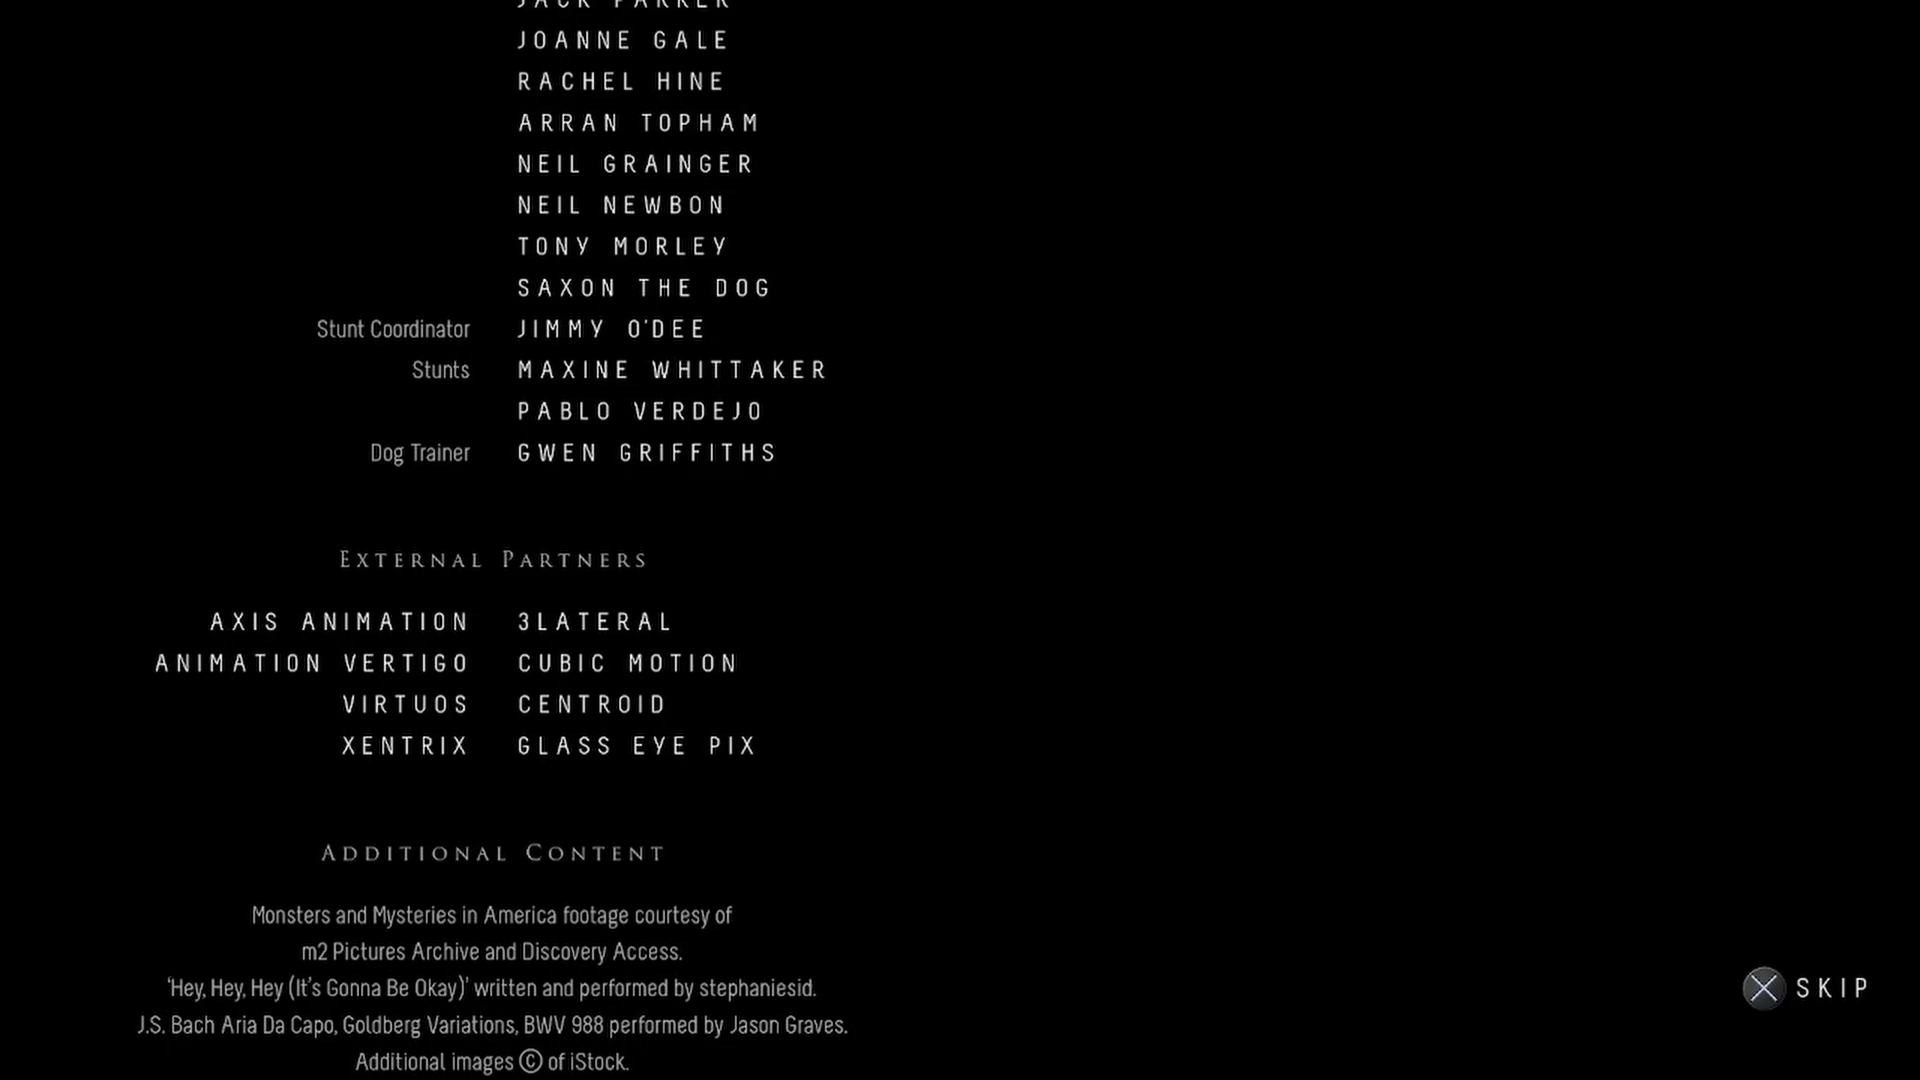 JACK PARKER
JOANNE GALE
RACHEL HINE
ARRAN TOPHAM
NEIL GRAINGER
NEIL NEWBON
TONY MORLEY
SAXON THE DOG
Stunt Coordinator JIMMY O'DEE
Stunts MAXINE WHITTAKER
PABLO VERDEJO
Dog Trainer GWEN GRIFFITHS
EXTERNAL PARTNERS
AXIS ANIMATION 3LATERAL
ANIMATION VERTIGO CUBIC MOTION
VIRTUOS CENTROID
XENTRIX GLASS EYE PIX
ADDITIONAL CONTENT
Monsters and Mysteries in America footage courtesy of
m2 Pictures Archive and Discovery Access.
'Hey, Hey, Hey (It's Gonna Be Okay)' written and performed by stephaniesid.
J.S. Bach Aria Da Capo, Goldberg Variations, BWV 988 performed by Jason Graves.
Additional images © of iStock.
SKIP